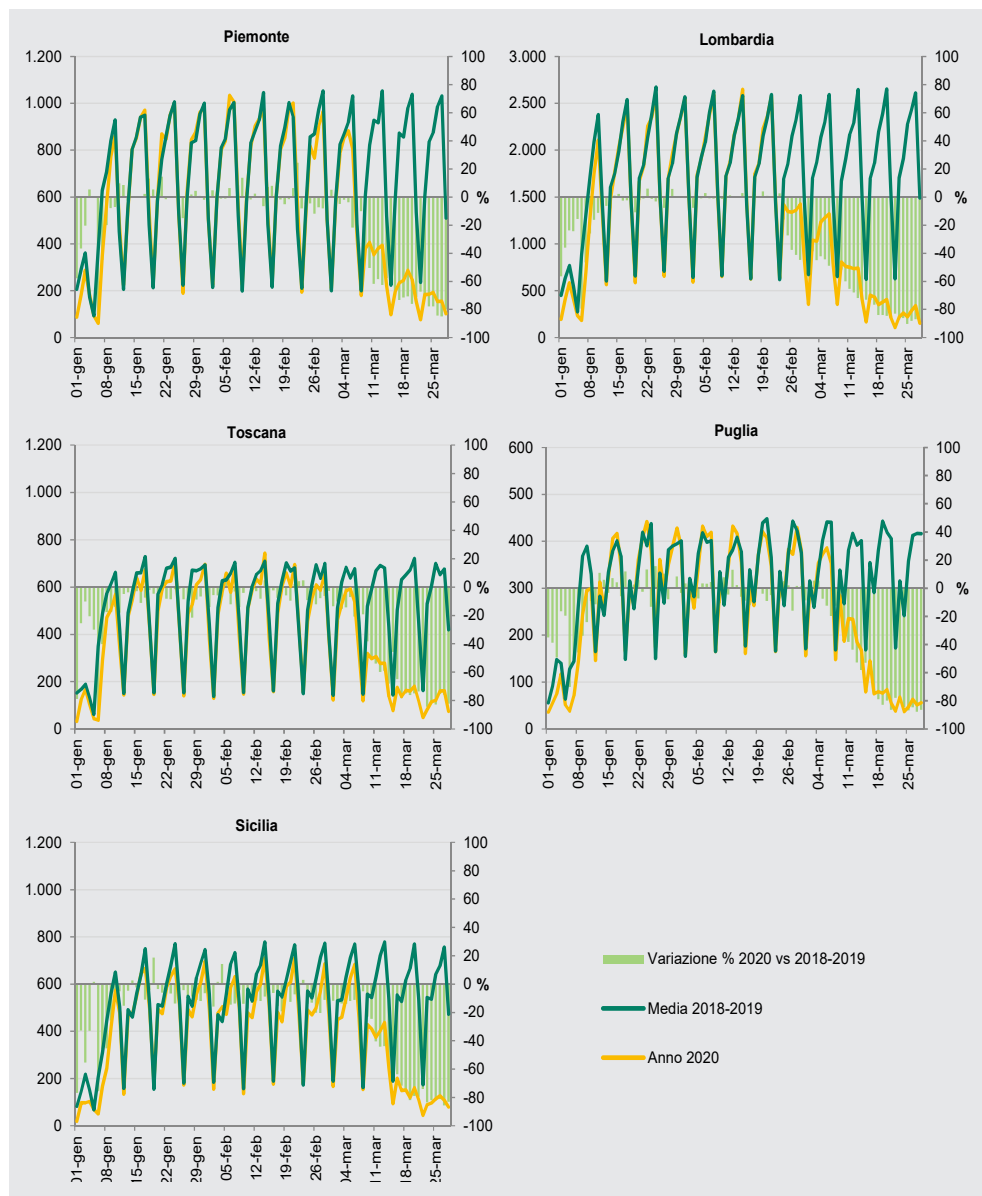 Piemonte
1.200
1.000
800
600
400
200
0
100
80
60
40
20
0
-20
-40
-60
-80
-100
%
01-gen
08-gen
15-gen
22-gen
29-gen
05-feb
12-feb
19-feb
26-feb
04-mar
11-mar
18-mar
25-mar
Lombardia
3.000
2.500
2.000
1.500
1.000
500
0
100
80
60
40
20
0
-20
-40
-60
-80
-100
%
01-gen
08-gen
15-gen
22-gen
29-gen
05-feb
12-feb
19-feb
26-feb
04-mar
11-mar
18-mar
25-mar
Toscana
1.200
1.000
800
600
400
200
0
100
80
60
40
20
0
-20
-40
-60
-80
-100
%
01-gen
08-gen
15-gen
22-gen
29-gen
05-feb
12-feb
19-feb
26-feb
04-mar
11-mar
18-mar
25-mar
Puglia
600
500
400
300
200
100
0
100
80
60
40
20
0
-20
-40
-60
-80
-100
%
01-gen
08-gen
15-gen
22-gen
29-gen
05-feb
12-feb
19-feb
26-feb
04-mar
11-mar
18-mar
25-mar
Sicilia
1.200
1.000
800
600
400
200
0
100
80
60
40
20
0 %
-20
-40
-60
-80
-100
01-gen
08-gen
15-gen
22-gen
29-gen
05-feb
12-feb
19-feb
26-feb
04-mar
11-mar
18-mar
25-mar
Variazione % 2020 vs 2018-2019
Media 2018-2019
Anno 2020